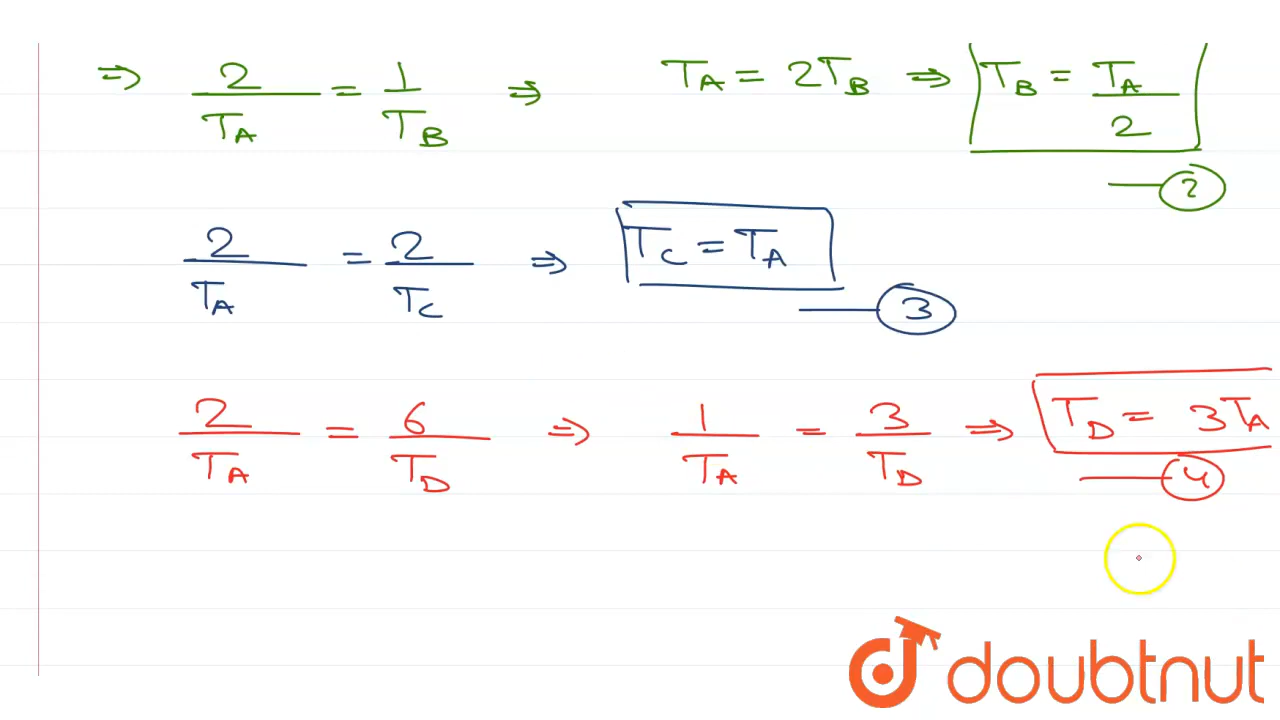 ⇒ 2/T_A = 1/T_B ⇒ T_A = 2T_B ⇒ T_B = T_A/2
—②
2/T_A = 2/T_C ⇒ T_C = T_A
—③
2/T_A = 6/T_D ⇒ 1/T_A = 3/T_D ⇒ T_D = 3T_A
—④
doubtnut